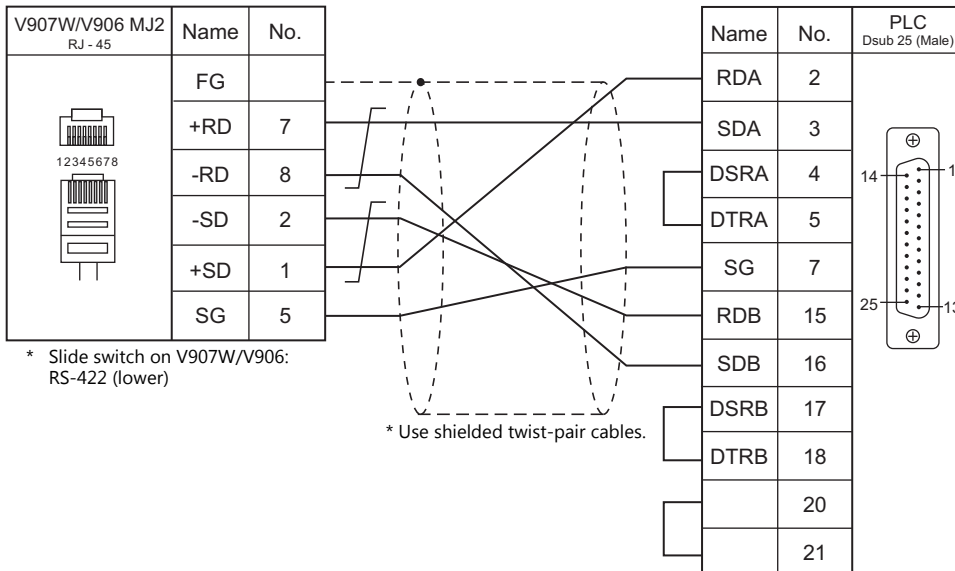 V907W/V906 MJ2
RJ - 45
Name No.
FG
+RD 7
-RD 8
-SD 2
+SD 1
SG 5
12345678
* Slide switch on V907W/V906:
RS-422 (lower)
* Use shielded twist-pair cables.
Name No.
PLC
Dsub 25 (Male)
RDA 2
SDA 3
DSRA 4
DTRA 5
SG 7
RDB 15
SDB 16
DSRB 17
DTRB 18
20
21
14 1
25 13